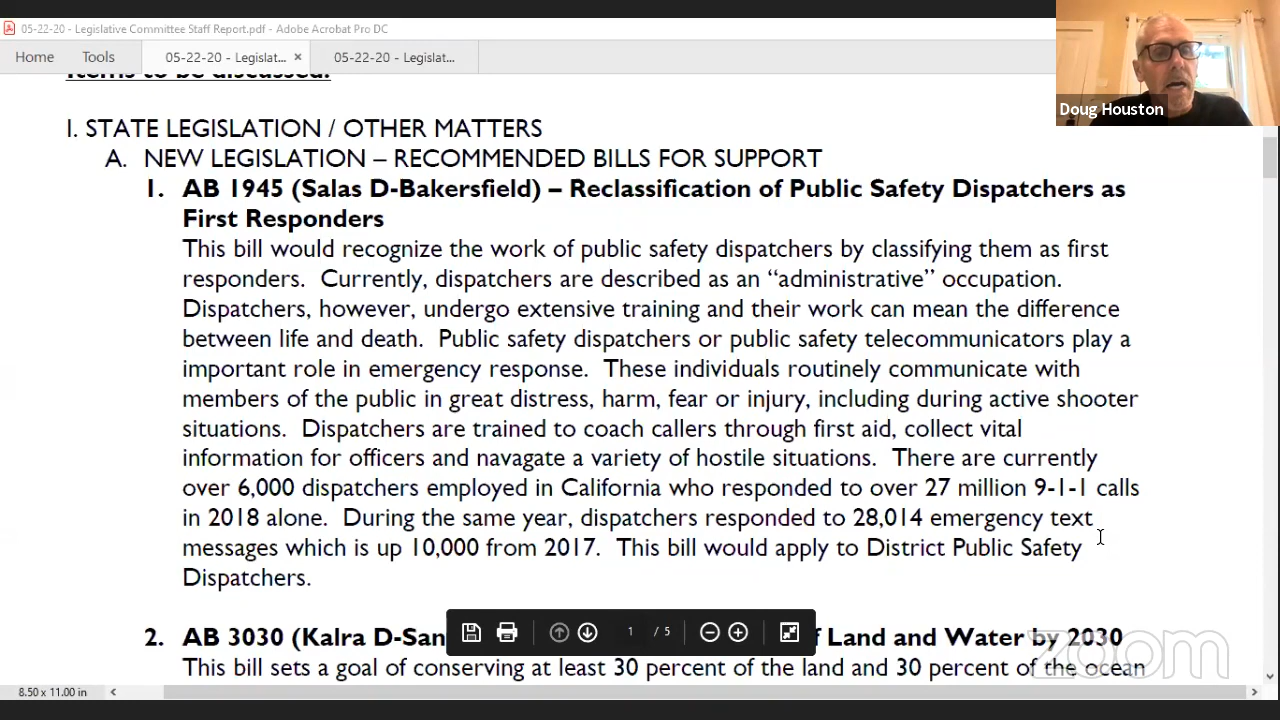 05-22-20 - Legislative Committee Staff Report.pdf - Adobe Acrobat Pro DC
Home Tools 05-22-20 - Legislat... × 05-22-20 - Legislat...
Doug Houston
Items to be discussed:
I. STATE LEGISLATION / OTHER MATTERS
A. NEW LEGISLATION – RECOMMENDED BILLS FOR SUPPORT
1. AB 1945 (Salas D-Bakersfield) – Reclassification of Public Safety Dispatchers as
First Responders
This bill would recognize the work of public safety dispatchers by classifying them as first
responders. Currently, dispatchers are described as an “administrative” occupation.
Dispatchers, however, undergo extensive training and their work can mean the difference
between life and death. Public safety dispatchers or public safety telecommunicators play a
important role in emergency response. These individuals routinely communicate with
members of the public in great distress, harm, fear or injury, including during active shooter
situations. Dispatchers are trained to coach callers through first aid, collect vital
information for officers and navagate a variety of hostile situations. There are currently
over 6,000 dispatchers employed in California who responded to over 27 million 9-1-1 calls
in 2018 alone. During the same year, dispatchers responded to 28,014 emergency text
messages which is up 10,000 from 2017. This bill would apply to District Public Safety
Dispatchers.
1 / 5
2. AB 3030 (Kalra D-San f Land and Water by 2030
This bill sets a goal of conserving at least 30 percent of the land and 30 percent of the ocean
zoom
8.50 x 11.00 in